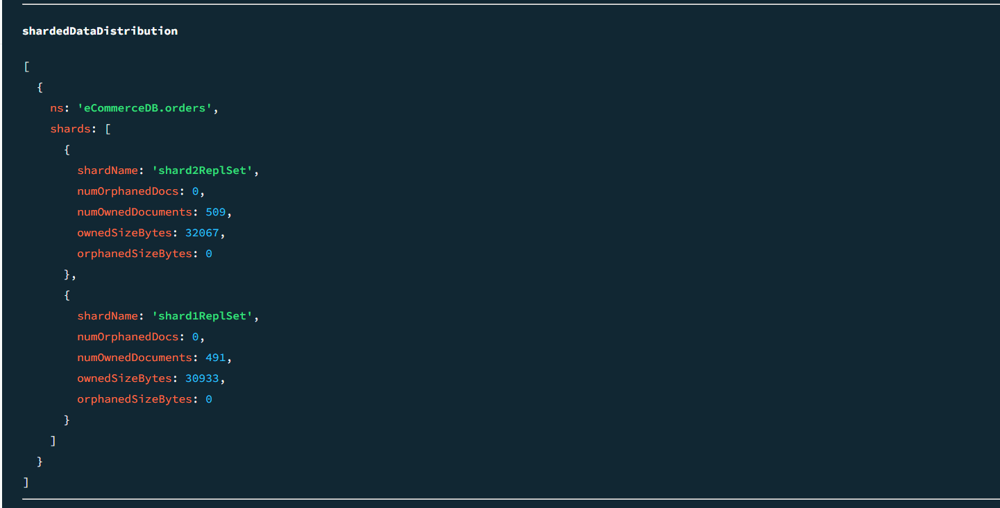 shardedDataDistribution
[
  {
    ns: 'eCommerceDB.orders',
    shards: [
      {
        shardName: 'shard2ReplSet',
        numOrphanedDocs: 0,
        numOwnedDocuments: 509,
        ownedSizeBytes: 32067,
        orphanedSizeBytes: 0
      },
      {
        shardName: 'shard1ReplSet',
        numOrphanedDocs: 0,
        numOwnedDocuments: 491,
        ownedSizeBytes: 30933,
        orphanedSizeBytes: 0
      }
    ]
  }
]